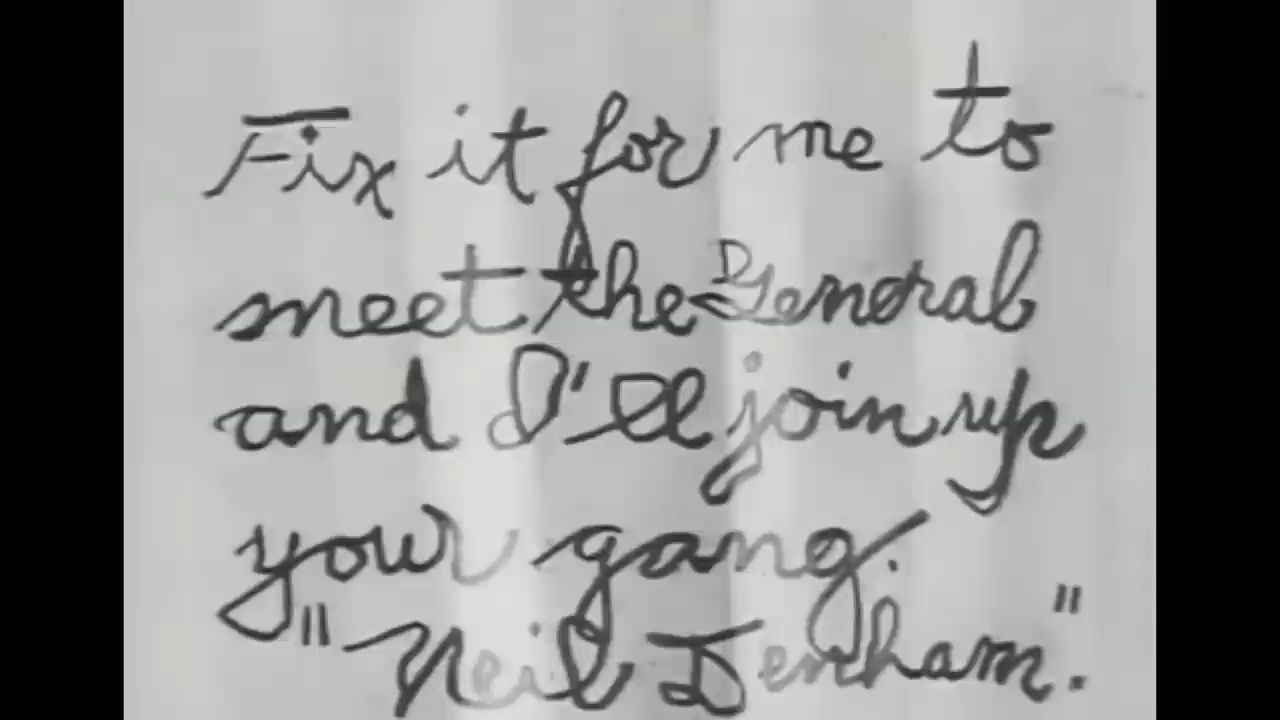 Fix it for me to
meet the General
and I'll join up
your gang.
"Neil Denham".